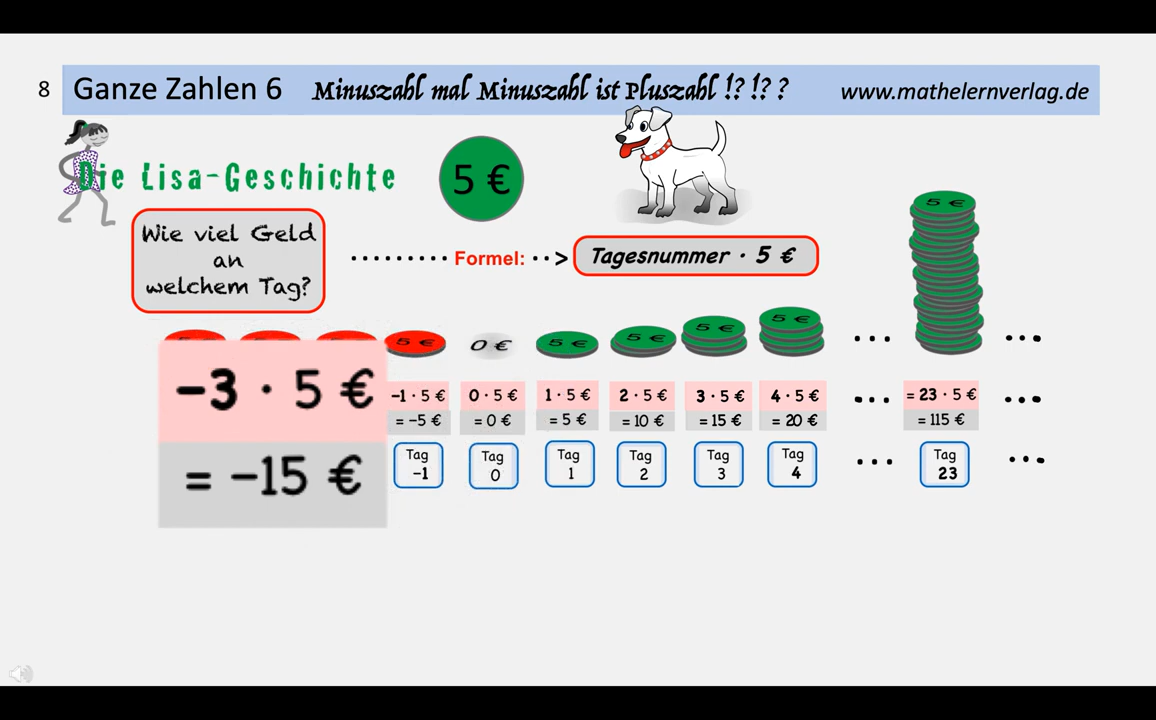 8 Ganze Zahlen 6 Minuszahl mal Minuszahl ist Pluszahl !? !? ? www.mathelernverlag.de
Die Lisa-Geschichte
5 €
Wie viel Geld
an
welchem Tag?
Formel: ··> Tagesnummer · 5 €
5 €
5 € 0 € 5 € 5 € 5 € 5 € ... ...
-3 · 5 €
= -15 €
-1 · 5 € 0 · 5 € 1 · 5 € 2 · 5 € 3 · 5 € 4 · 5 € ... = 23 · 5 € ...
= -5 € = 0 € = 5 € = 10 € = 15 € = 20 € = 115 €
Tag Tag Tag Tag Tag Tag Tag
-1 0 1 2 3 4 ... 23 ...